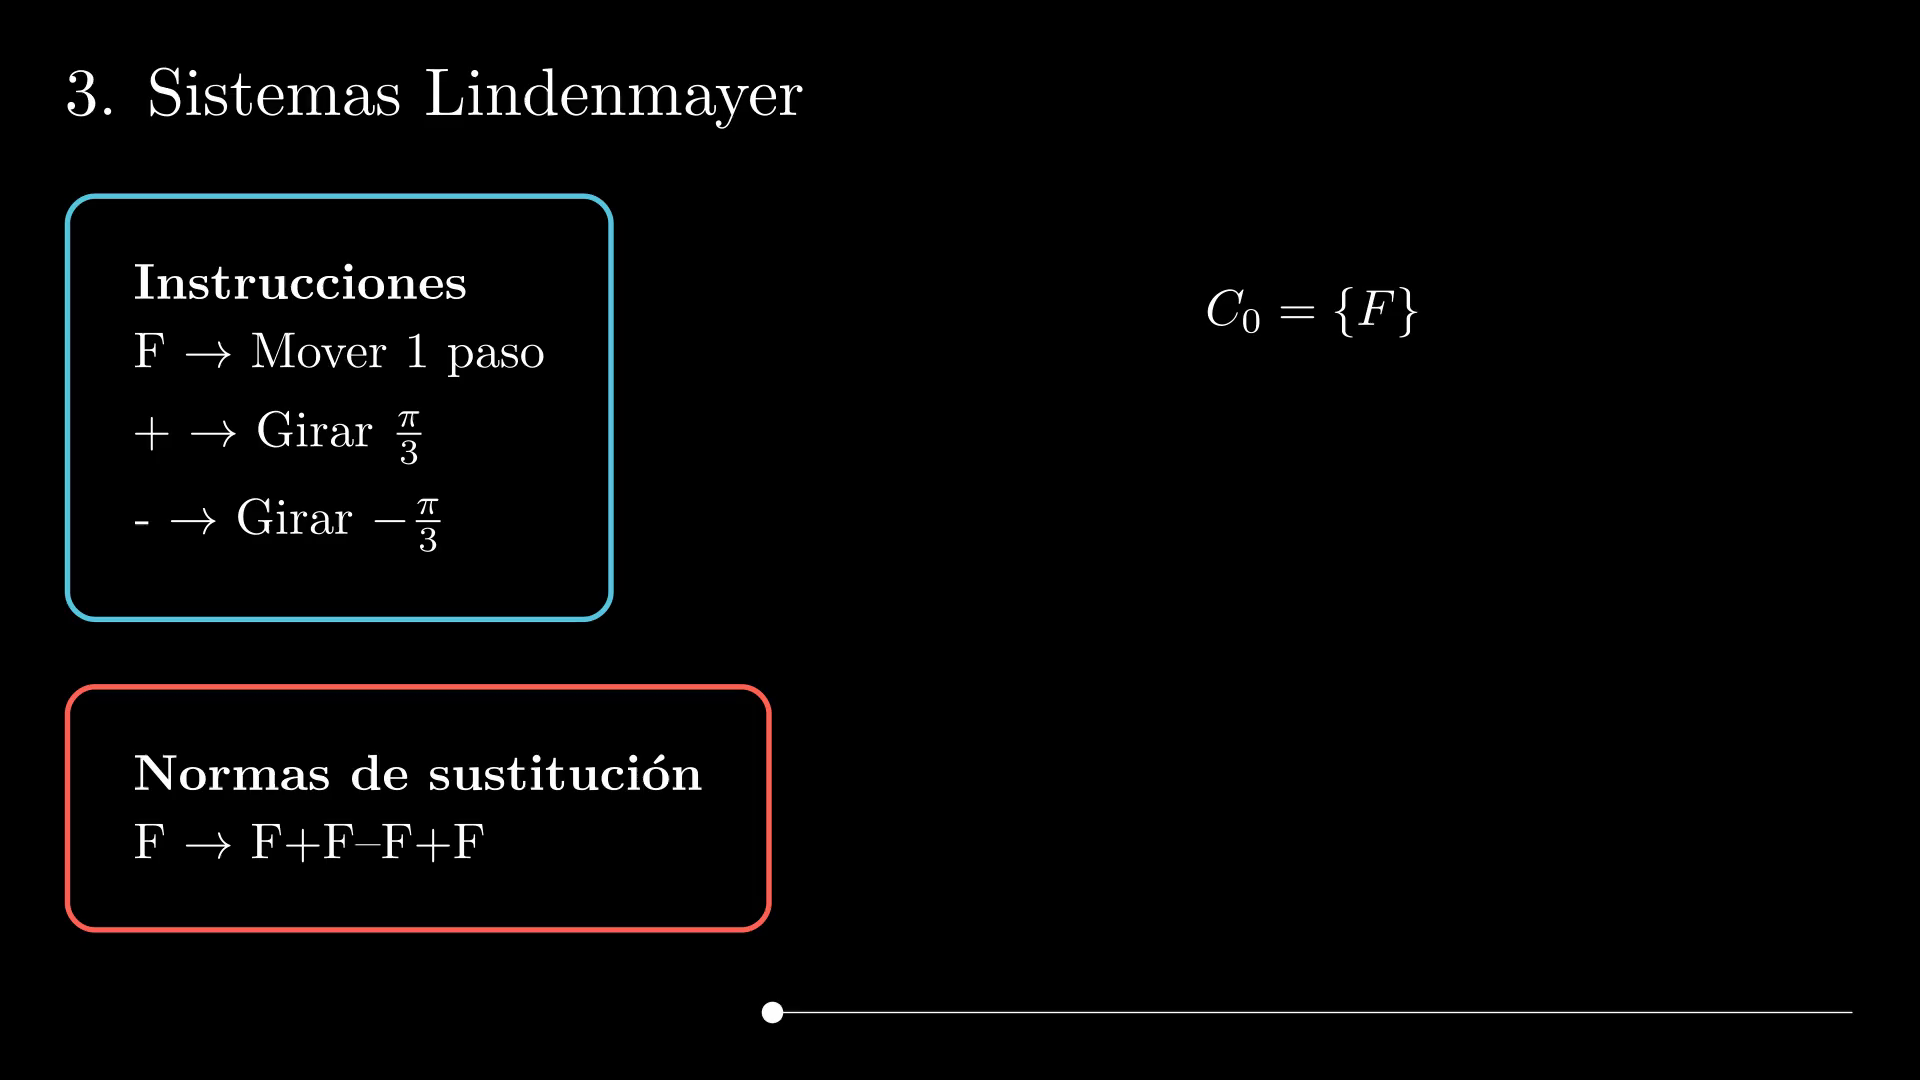 3. Sistemas Lindenmayer
Instrucciones
F → Mover 1 paso
+ → Girar π/3
- → Girar −π/3
C₀ = {F}
Normas de sustitución
F → F+F–F+F